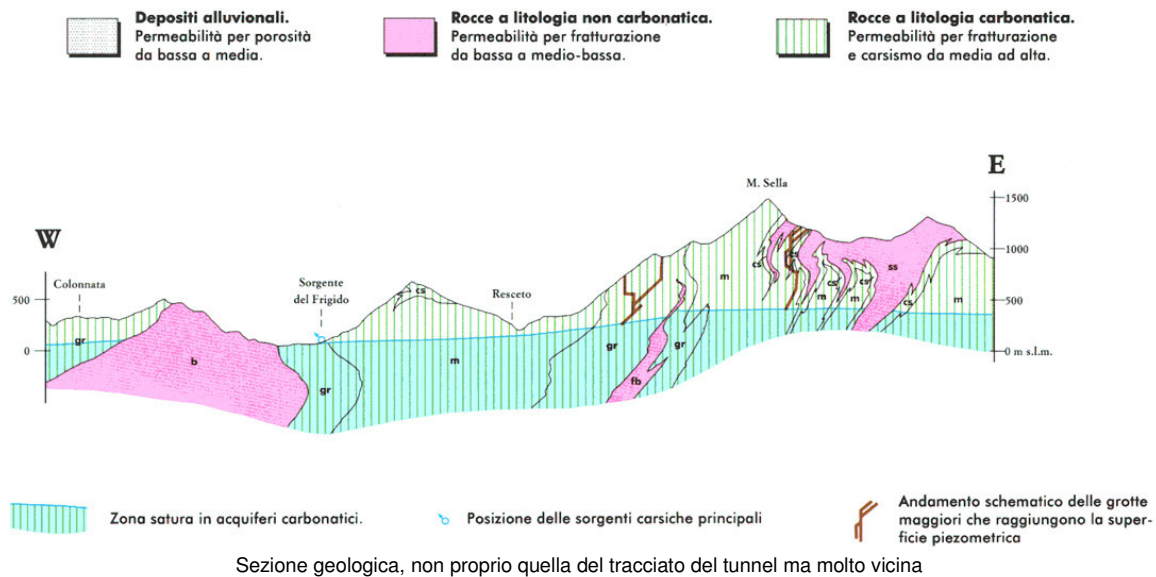 Depositi alluvionali.
Permeabilità per porosità
da bassa a media.
Rocce a litologia non carbonatica.
Permeabilità per fratturazione
da bassa a medio-bassa.
Rocce a litologia carbonatica.
Permeabilità per fratturazione
e carsismo da media ad alta.
W
E
M. Sella
1500
1000
500
0 m s.l.m.
500
0
Colonnata
Sorgente
del Frigido
Resceto
gr
b
gr
cs
m
gr
fb
gr
m
cs
cs
m
cs
m
cs
ss
cs
m
Zona satura in acquiferi carbonatici.
Posizione delle sorgenti carsiche principali
Andamento schematico delle grotte
maggiori che raggiungono la super-
ficie piezometrica
Sezione geologica, non proprio quella del tracciato del tunnel ma molto vicina